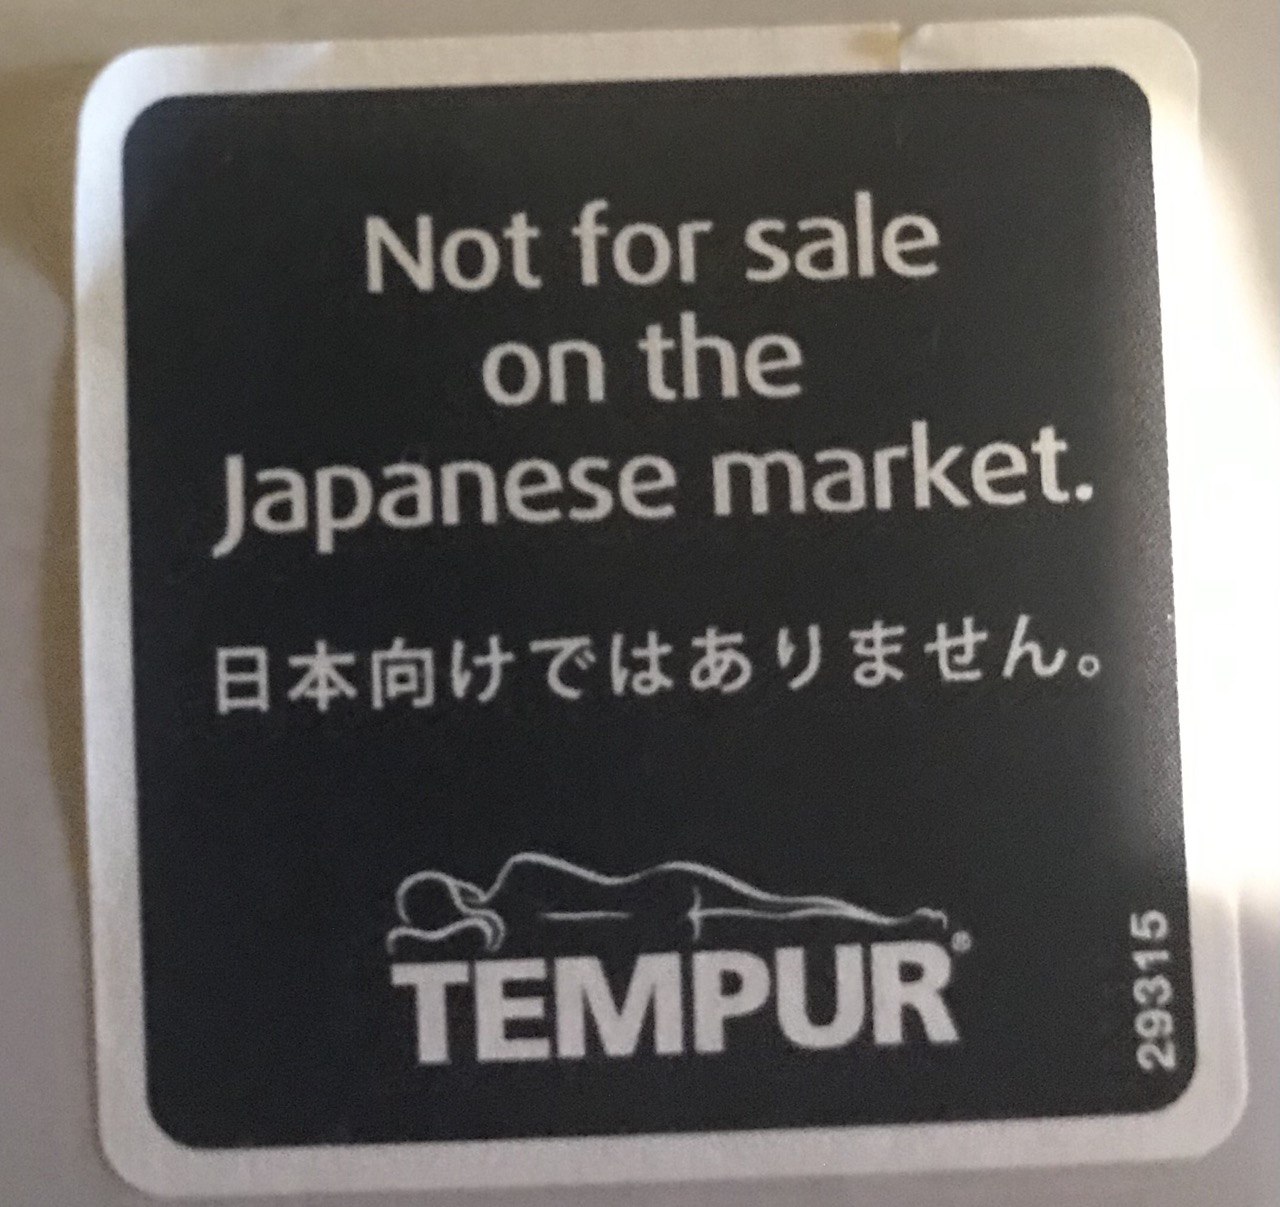 Not for sale
on the
Japanese market.
日本向けではありません。
TEMPUR®
29315